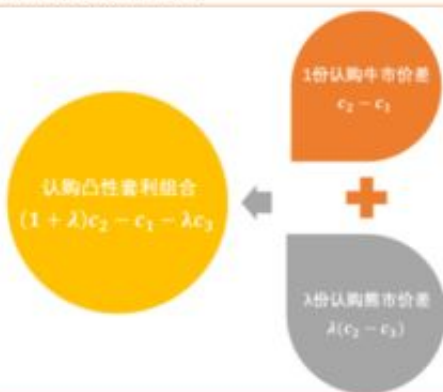 1份认购牛市价差
c₂ − c₁
认购凸性套利组合
(1 + λ)c₂ − c₁ − λc₃
λ份认购熊市价差
λ(c₂ − c₃)